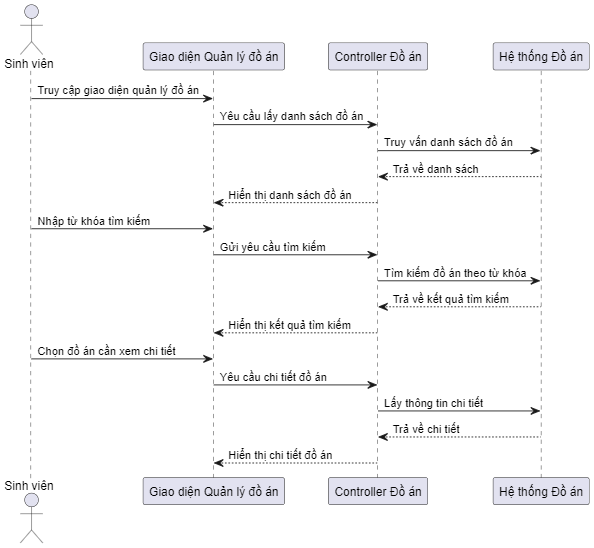 Sinh viên
Giao diện Quản lý đồ án
Controller Đồ án
Hệ thống Đồ án
Truy cập giao diện quản lý đồ án
Yêu cầu lấy danh sách đồ án
Truy vấn danh sách đồ án
Trả về danh sách
Hiển thị danh sách đồ án
Nhập từ khóa tìm kiếm
Gửi yêu cầu tìm kiếm
Tìm kiếm đồ án theo từ khóa
Trả về kết quả tìm kiếm
Hiển thị kết quả tìm kiếm
Chọn đồ án cần xem chi tiết
Yêu cầu chi tiết đồ án
Lấy thông tin chi tiết
Trả về chi tiết
Hiển thị chi tiết đồ án
Sinh viên
Giao diện Quản lý đồ án
Controller Đồ án
Hệ thống Đồ án